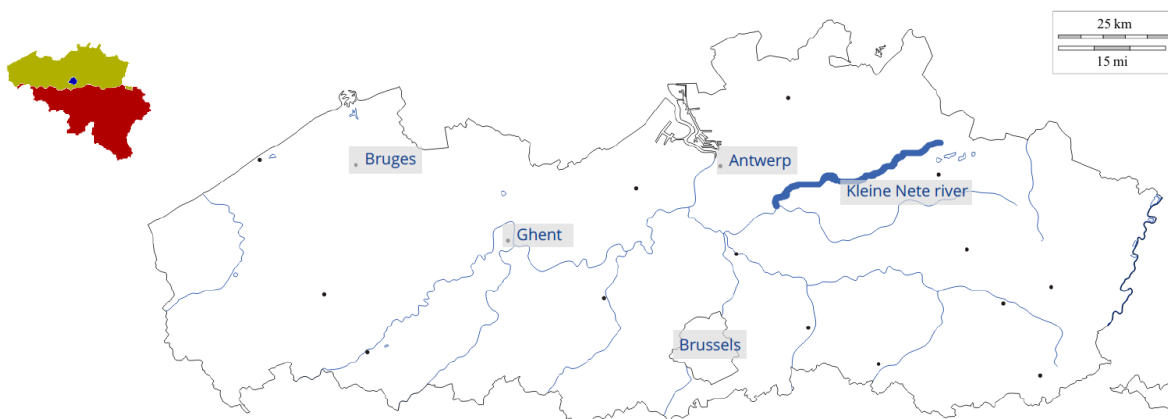 25 km
15 mi
Bruges
Antwerp
Kleine Nete river
Ghent
Brussels